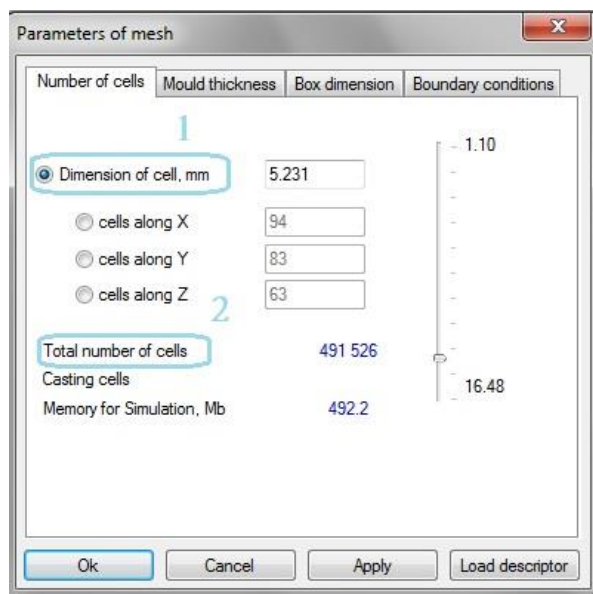 Parameters of mesh
Number of cells Mould thickness Box dimension Boundary conditions
1
1.10
Dimension of cell, mm 5.231
cells along X 94
cells along Y 83
cells along Z 63
2
Total number of cells 491 526
Casting cells
16.48
Memory for Simulation, Mb 492.2
Ok Cancel Apply Load descriptor